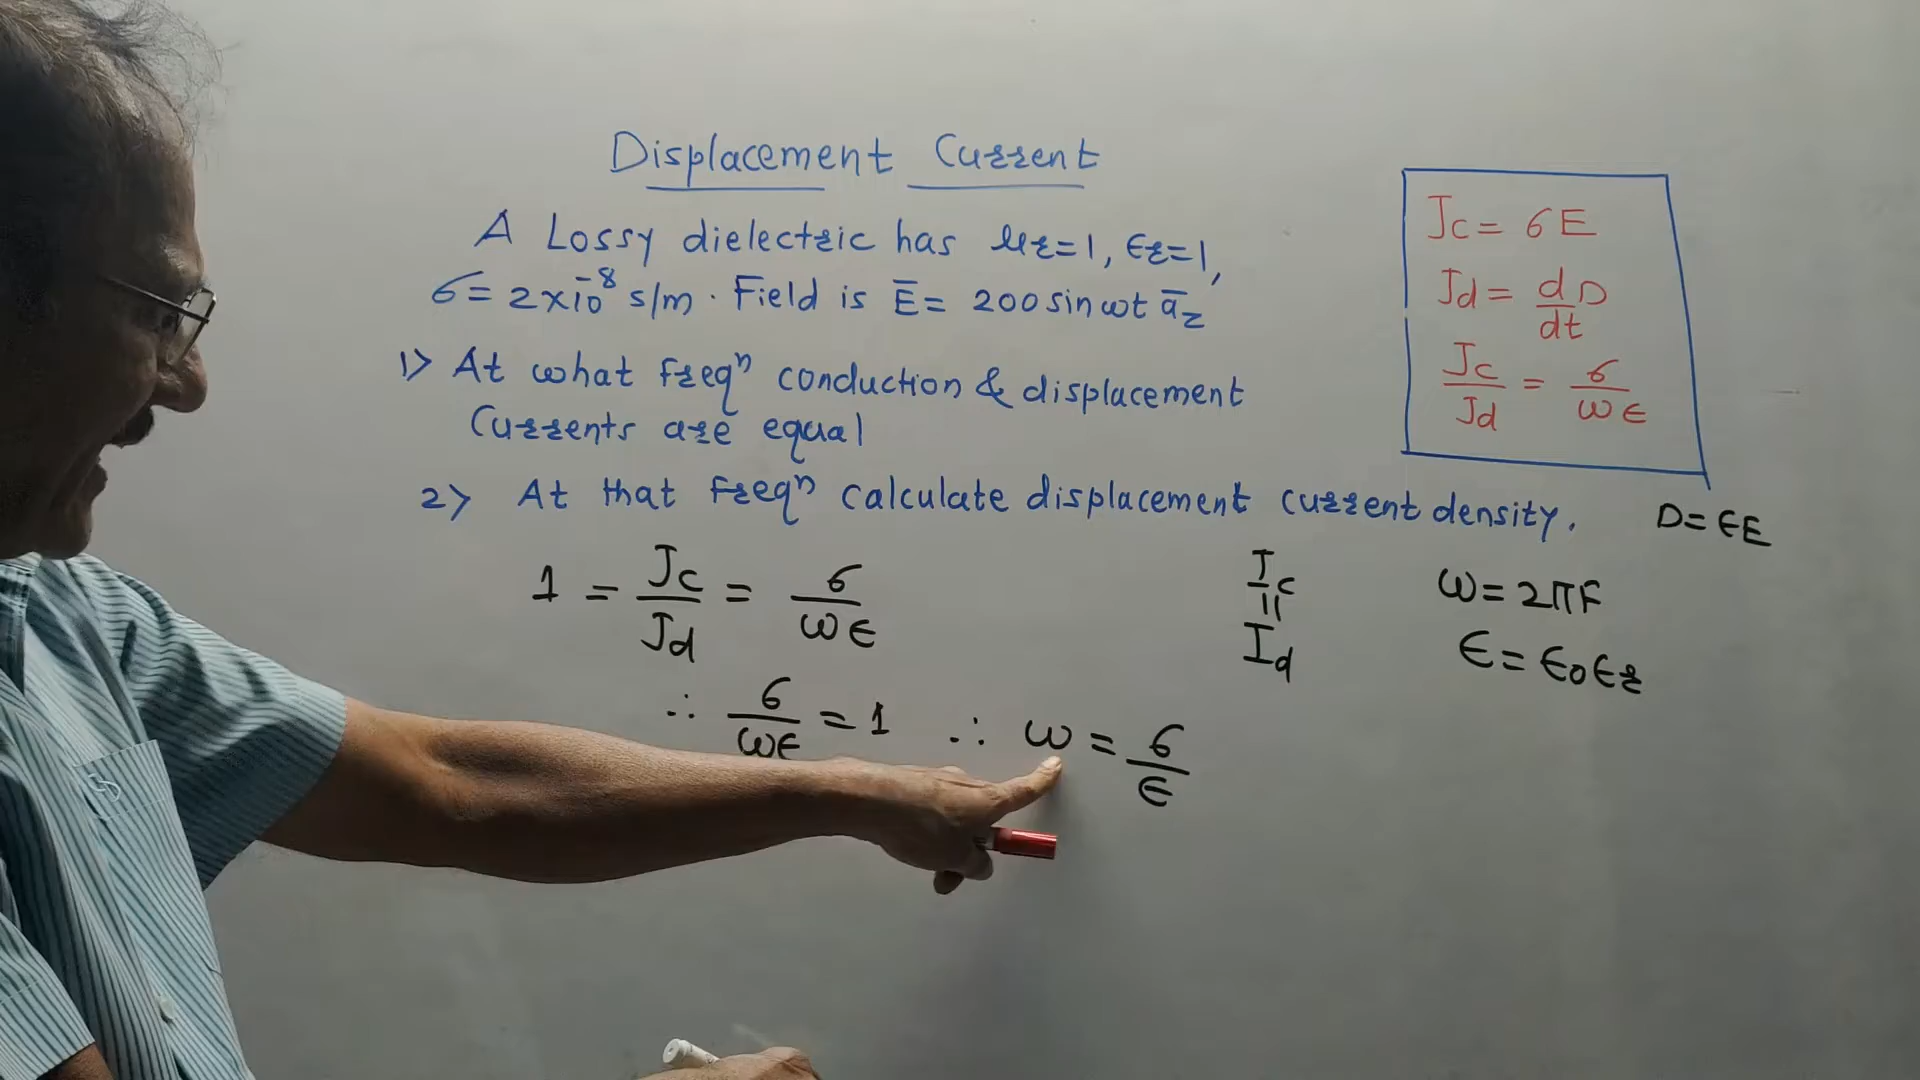 Displacement Current
A Lossy dielectric has μr=1, εr=1,
σ= 2×10⁻⁸ s/m. Field is E̅= 200 sin ωt a̅z
1) At what Freqⁿ conduction & displacement
Currents are equal
2) At that Freqⁿ calculate displacement current density.
Jc = σE
Jd = dD/dt
Jc/Jd = σ/ωϵ
D=ϵE
1 = Jc/Jd = σ/ωϵ
Ic = Id
ω=2πF
ϵ=ϵ0ϵr
∴ σ/ωϵ = 1 ∴ ω = σ/ϵ